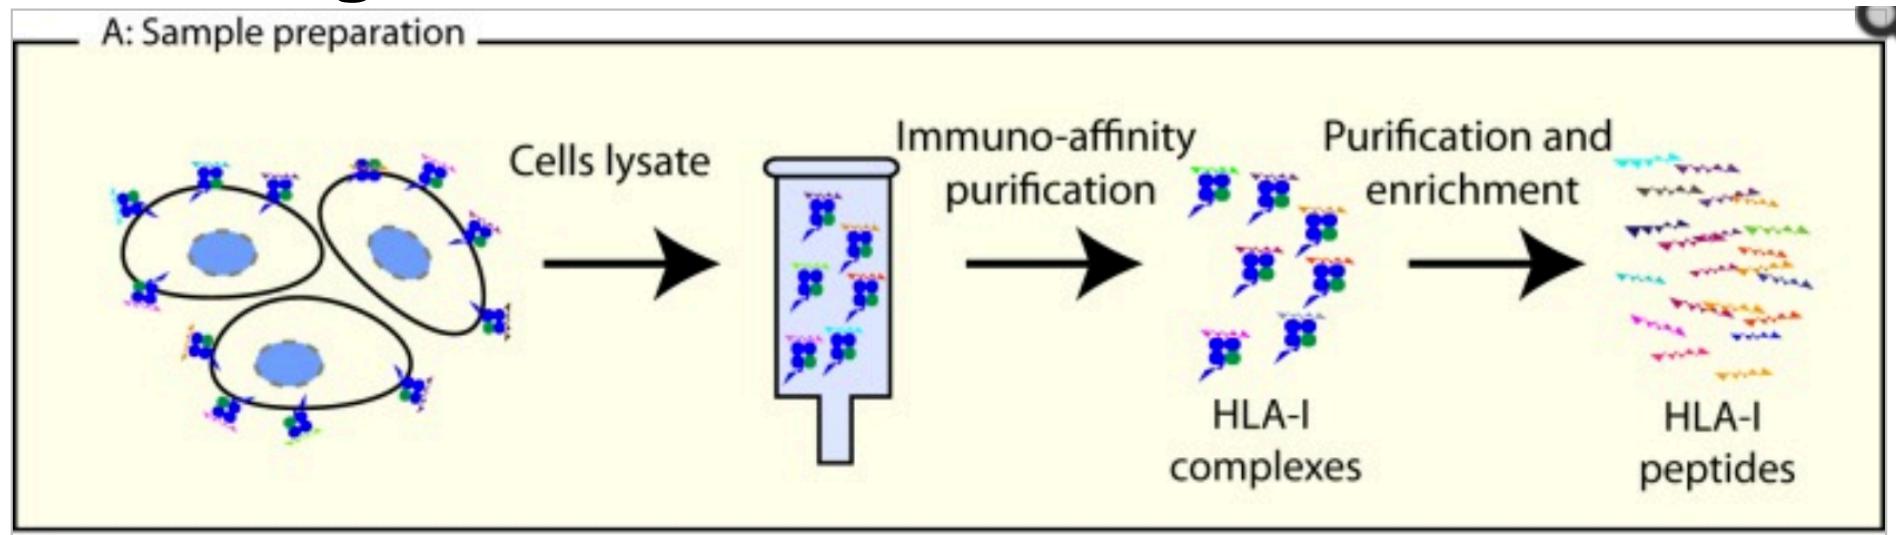 A: Sample preparation
Cells lysate
Immuno-affinity
purification
Purification and
enrichment
HLA-I
complexes
HLA-I
peptides